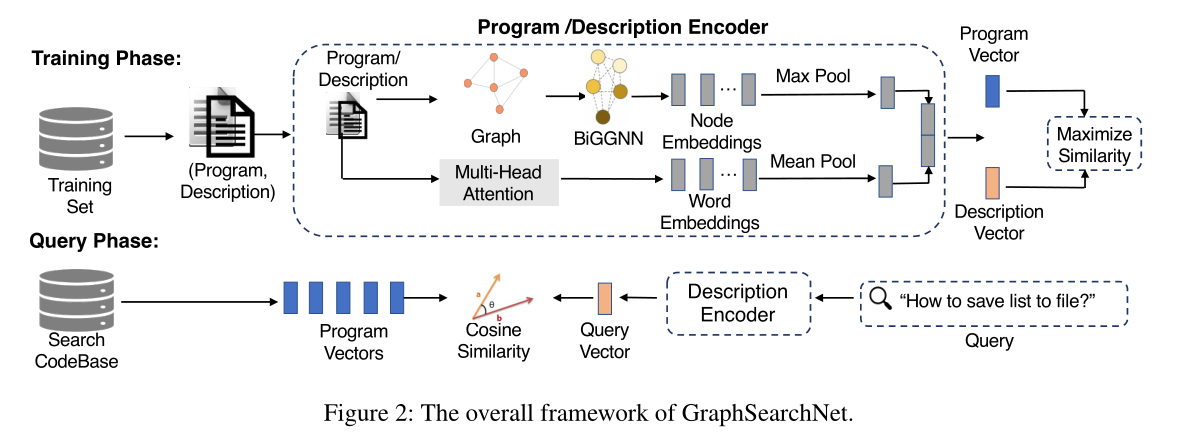 Program /Description Encoder
Training Phase:
Training
Set
(Program,
Description)
Program/
Description
Graph
BiGGNN
...
Node
Embeddings
Max Pool
Multi-Head
Attention
...
Word
Embeddings
Mean Pool
Program
Vector
Maximize
Similarity
Description
Vector
Query Phase:
Search
CodeBase
Program
Vectors
a
θ
b
Cosine
Similarity
Query
Vector
Description
Encoder
“How to save list to file?”
Query
Figure 2: The overall framework of GraphSearchNet.